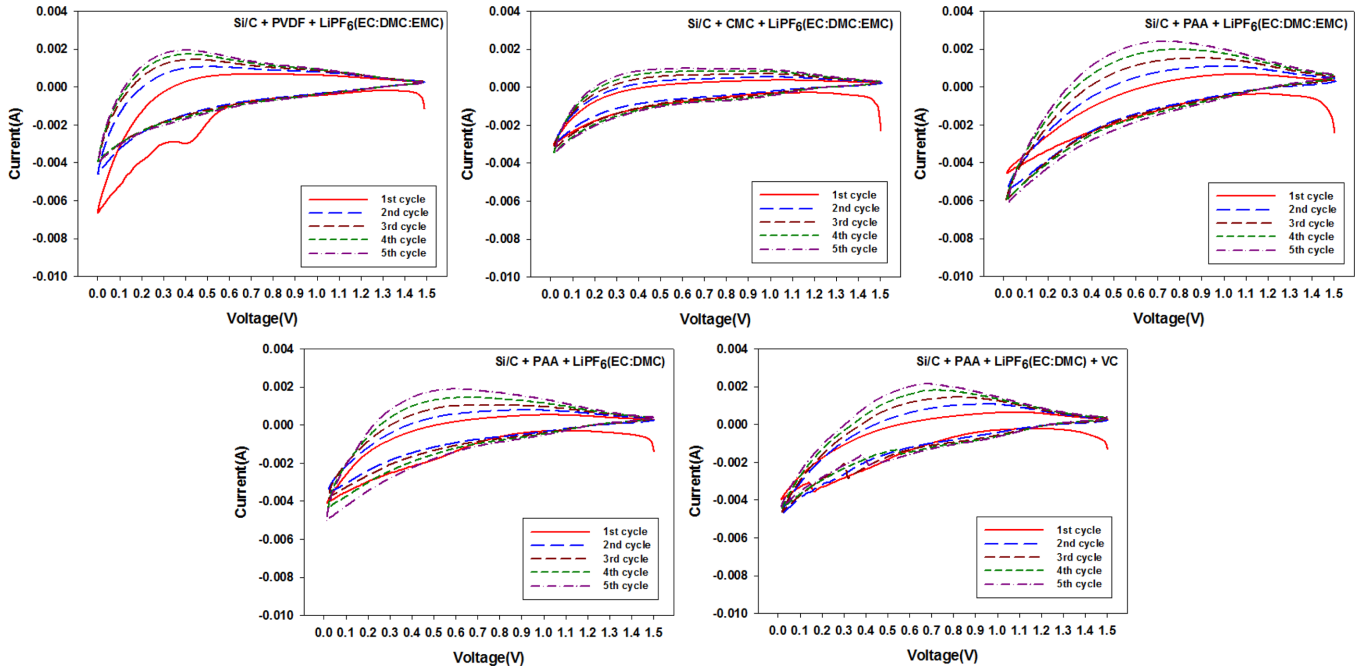 Si/C + PVDF + LiPF6(EC:DMC:EMC)
0.004
0.002
0.000
-0.002
-0.004
-0.006
-0.008
-0.010
Current(A)
1st cycle
2nd cycle
3rd cycle
4th cycle
5th cycle
0.0 0.1 0.2 0.3 0.4 0.5 0.6 0.7 0.8 0.9 1.0 1.1 1.2 1.3 1.4 1.5
Voltage(V)
Si/C + CMC + LiPF6(EC:DMC:EMC)
0.004
0.002
0.000
-0.002
-0.004
-0.006
-0.008
-0.010
Current(A)
1st cycle
2nd cycle
3rd cycle
4th cycle
5th cycle
0.0 0.1 0.2 0.3 0.4 0.5 0.6 0.7 0.8 0.9 1.0 1.1 1.2 1.3 1.4 1.5
Voltage(V)
Si/C + PAA + LiPF6(EC:DMC:EMC)
0.004
0.002
0.000
-0.002
-0.004
-0.006
-0.008
-0.010
Current(A)
1st cycle
2nd cycle
3rd cycle
4th cycle
5th cycle
0.0 0.1 0.2 0.3 0.4 0.5 0.6 0.7 0.8 0.9 1.0 1.1 1.2 1.3 1.4 1.5
Voltage(V)
Si/C + PAA + LiPF6(EC:DMC)
0.004
0.002
0.000
-0.002
-0.004
-0.006
-0.008
-0.010
Current(A)
1st cycle
2nd cycle
3rd cycle
4th cycle
5th cycle
0.0 0.1 0.2 0.3 0.4 0.5 0.6 0.7 0.8 0.9 1.0 1.1 1.2 1.3 1.4 1.5
Voltage(V)
Si/C + PAA + LiPF6(EC:DMC) + VC
0.004
0.002
0.000
-0.002
-0.004
-0.006
-0.008
-0.010
Current(A)
1st cycle
2nd cycle
3rd cycle
4th cycle
5th cycle
0.0 0.1 0.2 0.3 0.4 0.5 0.6 0.7 0.8 0.9 1.0 1.1 1.2 1.3 1.4 1.5
Voltage(V)